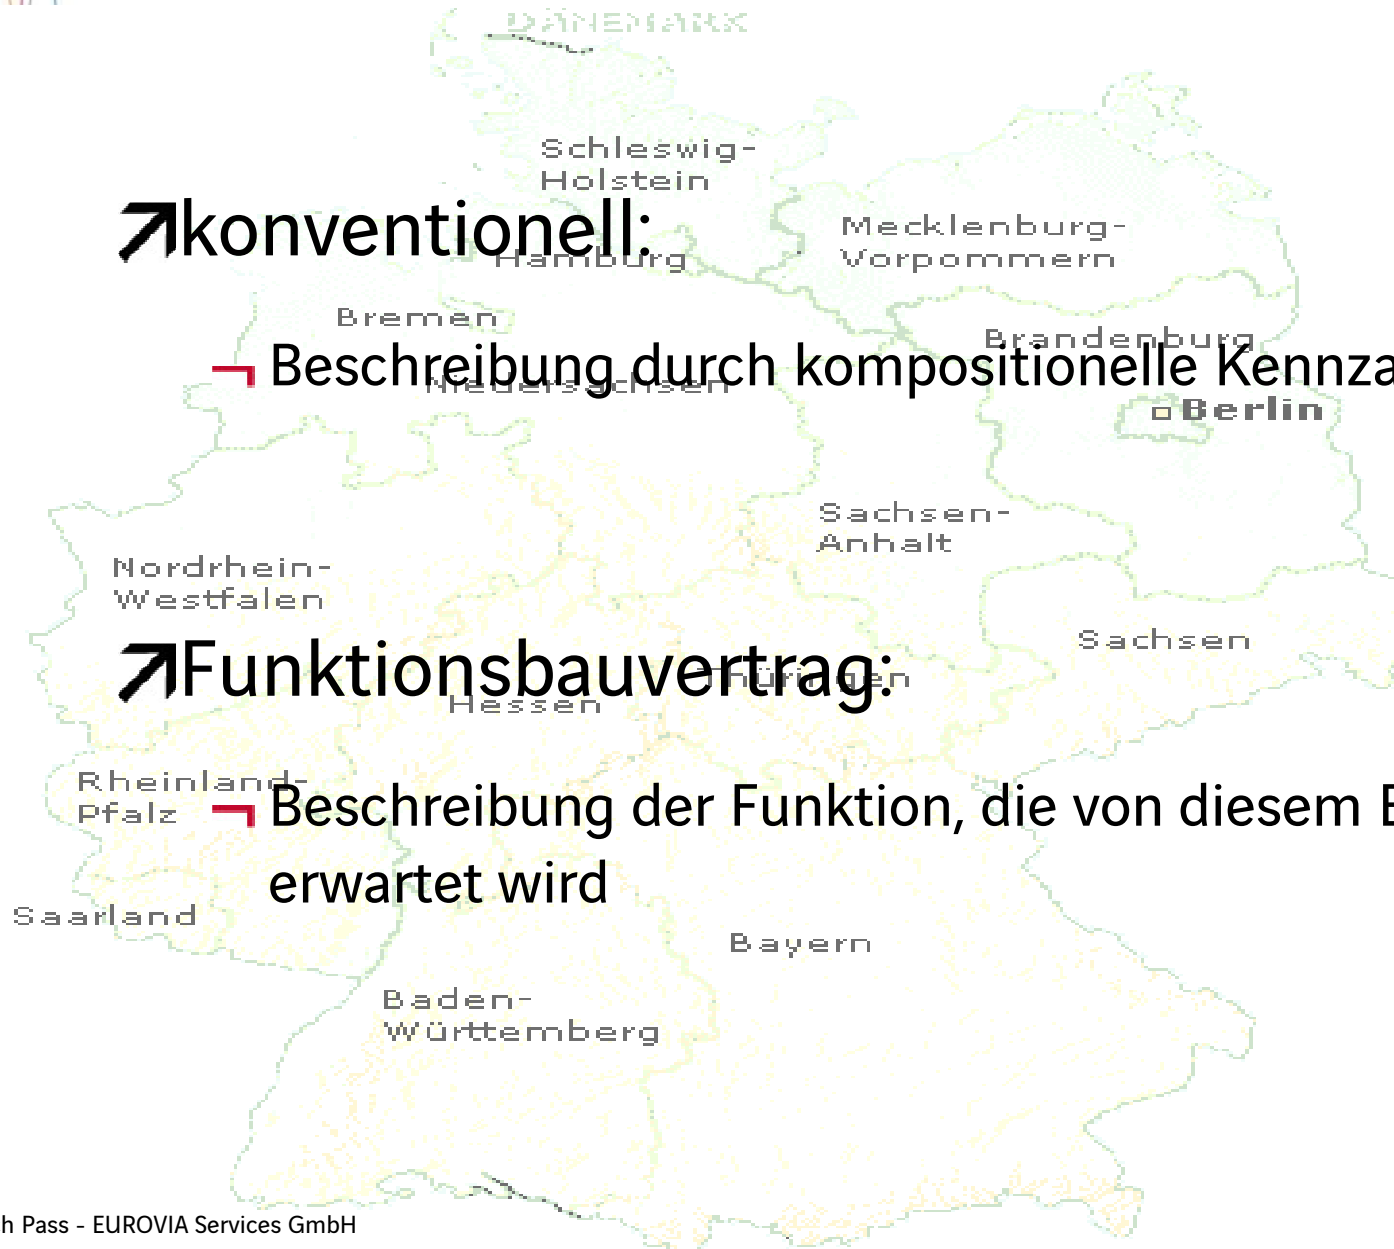 DÄNEMARK
Schleswig-
Holstein
konventionell:
Mecklenburg-
Vorpommern
Hamburg
Bremen
Brandenburg
Beschreibung durch kompositionelle
Niedersachsen
Berlin
Sachsen-
Anhalt
Nordrhein-
Westfalen
Sachsen
Funktionsbauvertrag:
Thüringen
Hessen
Rheinland-
Pfalz
Beschreibung der Funktion, die von diesem
erwartet wird
Saarland
Bayern
Baden-
Württemberg
h Pass - EUROVIA Services GmbH